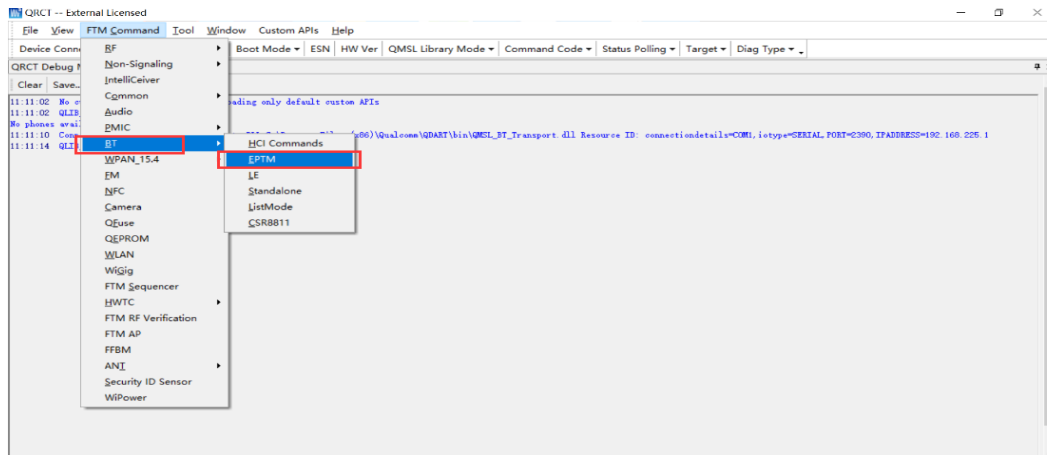 QRCT -- External Licensed
File View FTM Command Tool Window Custom APIs Help
Device Conn Boot Mode ESN HW Ver QMSL Library Mode Command Code Status Polling Target Diag Type
QRCT Debug
Clear Save..
11:11:02 No ading only default custom APIs
11:11:02 QLIB
No phones avai
11:11:10 Conn (x86)\Qualcomm\QDART\bin\QMSL_BT_Transport.dll Resource ID: connectiondetails=COM1,iotype=SERIAL,PORT=2390,IPADDRESS=192.168.225.1
11:11:14 QLIB
RF
Non-Signaling
IntelliCeiver
Common
Audio
PMIC
BT
WPAN_15.4
FM
NFC
Camera
QFuse
QEPROM
WLAN
WiGig
FTM Sequencer
HWTC
FTM RF Verification
FTM AP
FFBM
ANT
Security ID Sensor
WiPower
HCI Commands
EPTM
LE
Standalone
ListMode
CSR8811